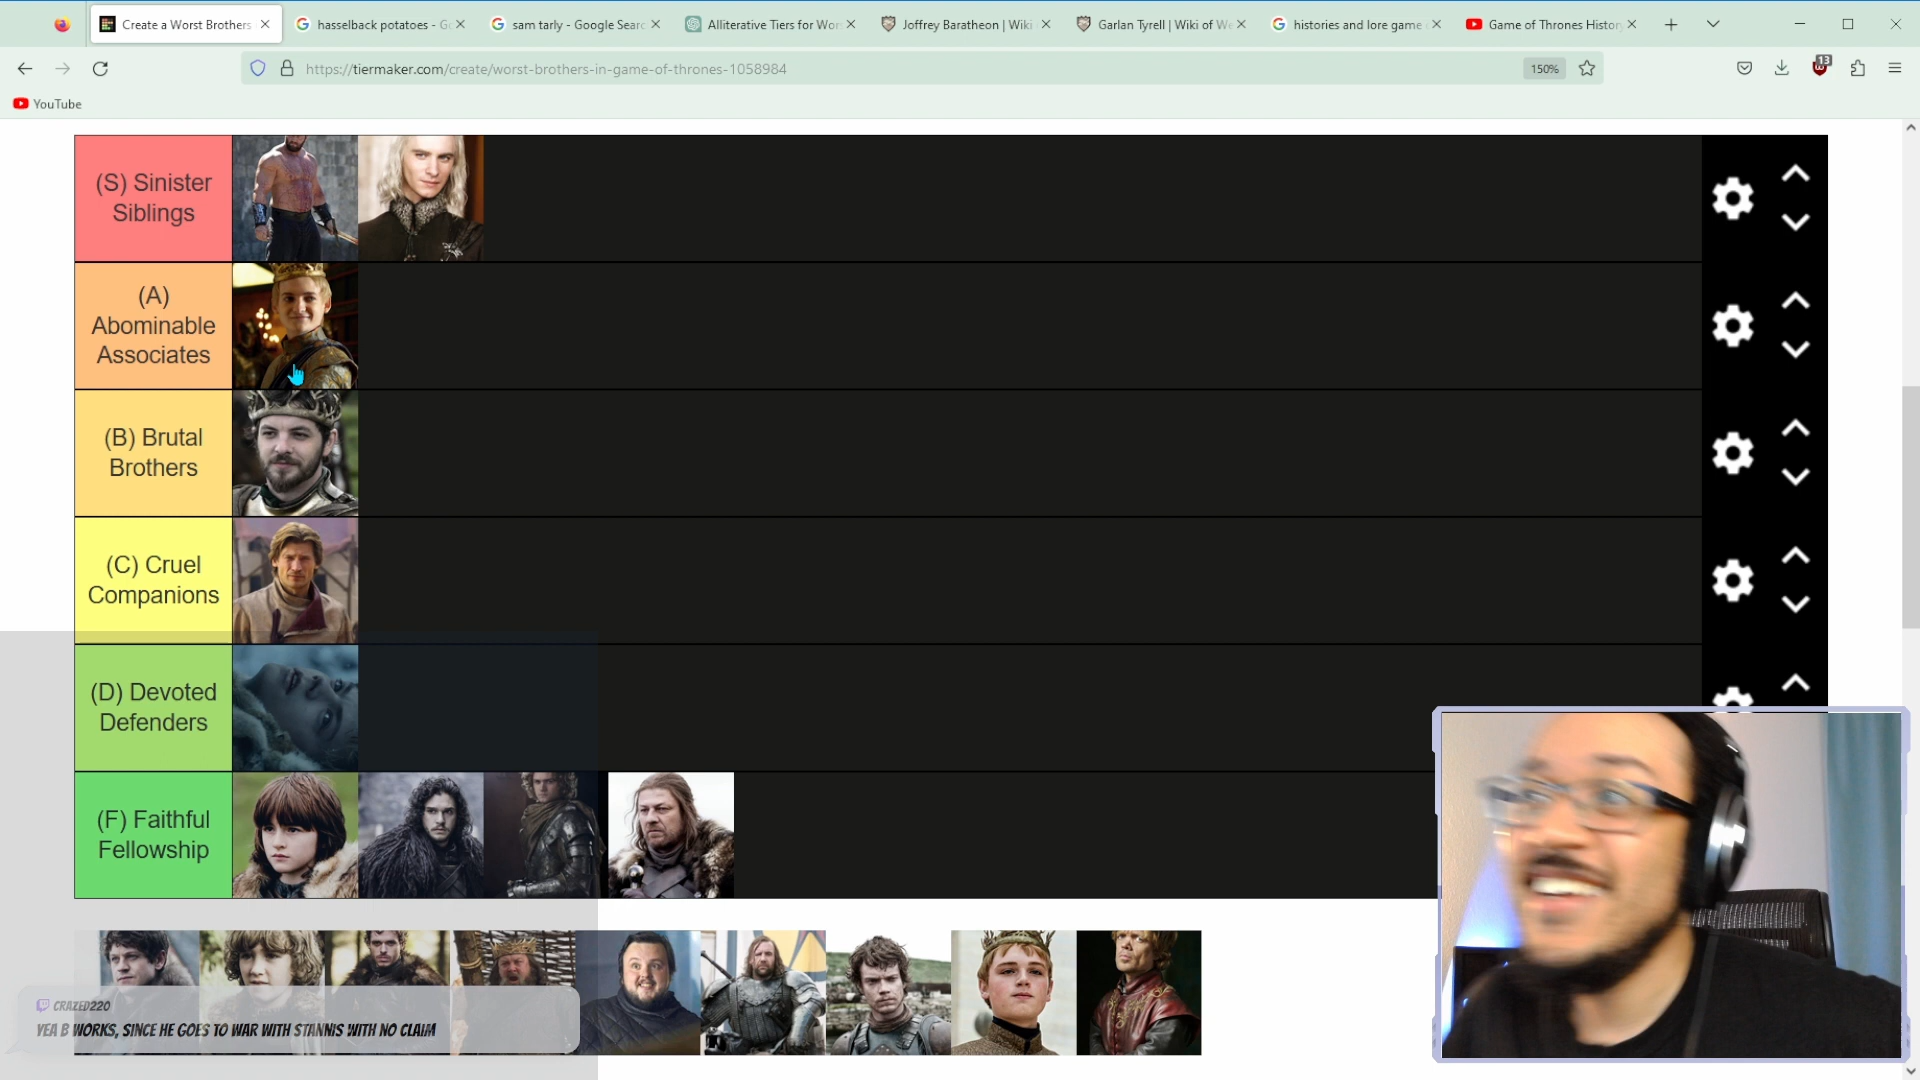 Create a Worst Brothers
hasselback potatoes - Go
sam tarly - Google Searc
Alliterative Tiers for Wor
Joffrey Baratheon | Wiki
Garlan Tyrell | Wiki of We
histories and lore game
Game of Thrones Histor
https://tiermaker.com/create/worst-brothers-in-game-of-thrones-1058984
150%
13
YouTube
(S) Sinister
Siblings
(A)
Abominable
Associates
(B) Brutal
Brothers
(C) Cruel
Companions
(D) Devoted
Defenders
(F) Faithful
Fellowship
CRAZED220
YEA B WORKS, SINCE HE GOES TO WAR WITH STANNIS WITH NO CLAIM